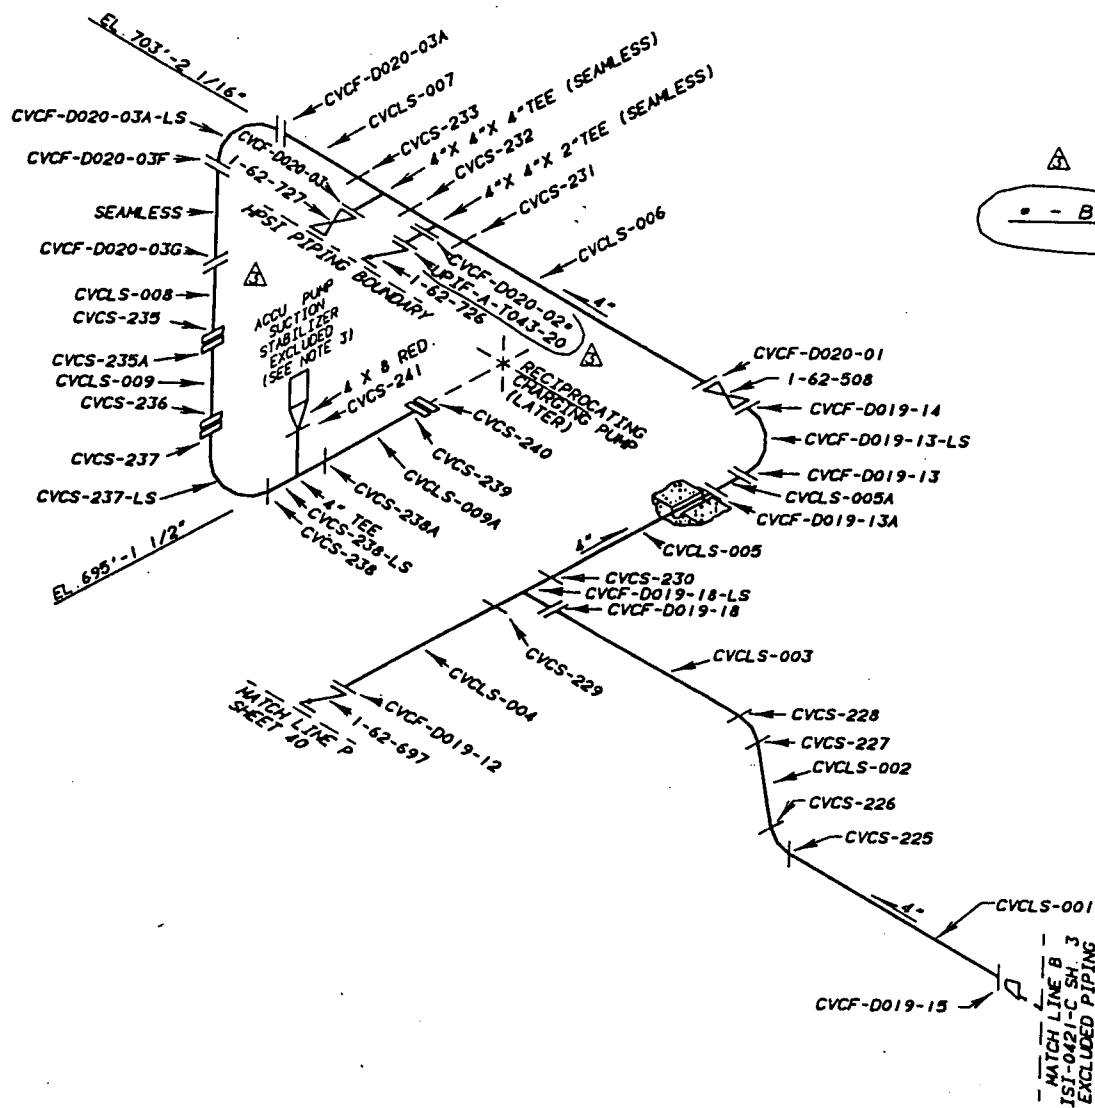 EL. 703'-2 1/16"
CVCF-D020-03A
CVCLS-007
CVCF-D020-03A-LS
CVCF-D020-03F
CVCF-D020-03
1-62-727
CVCS-233
4"X 4"X 4"TEE (SEAMLESS)
CVCS-232
4"X 4"X 2"TEE (SEAMLESS)
CVCS-231
3
* - B
SEAMLESS
HPSI PIPING BOUNDARY
CVCLS-006
CVCF-D020-03G
3
CVCF-D020-02*
UPIF-A-T043-20
1-62-726
4"
CVCLS-008
CVCS-235
ACCU PUMP
SUCTION
STABILIZER
EXCLUDED
(SEE NOTE 3)
3
CVCS-235A
CVCLS-009
CVCS-236
4 X 8 RED.
CVCS-241
RECIPROCATING
CHARGING PUMP
(LATER)
CVCF-D020-01
1-62-508
CVCF-D019-14
CVCF-D019-13-LS
CVCS-237
CVCS-240
CVCS-239
CVCS-237-LS
CVCLS-009A
CVCF-D019-13
CVCLS-005A
CVCF-D019-13A
CVCS-238A
4" TEE
CVCS-238-LS
CVCS-238
EL. 695'-1 1/2"
4"
CVCLS-005
CVCS-230
CVCF-D019-18-LS
CVCF-D019-18
CVCS-229
CVCLS-003
CVCLS-004
MATCH LINE P
SHEET 40
CVCF-D019-12
1-62-697
CVCS-228
CVCS-227
CVCLS-002
CVCS-226
CVCS-225
4"
CVCLS-001
CVCF-D019-15
MATCH LINE B
ISI-0421-C SH. 3
EXCLUDED PIPING